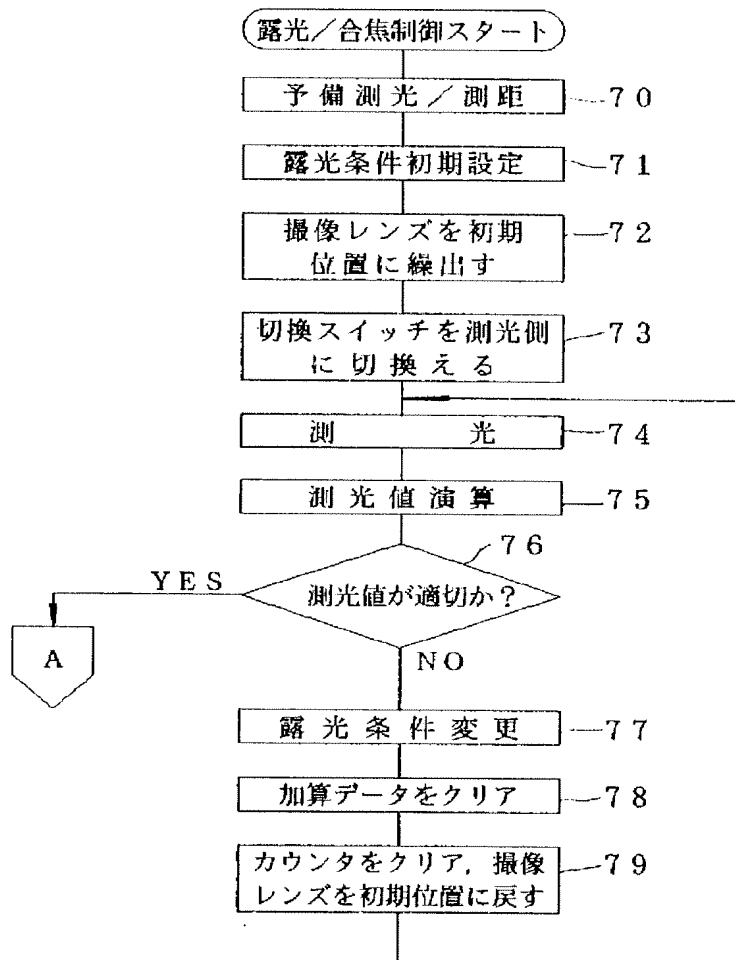 露光／合焦制御スタート
予備測光／測距
70
露光条件初期設定
71
撮像レンズを初期
位置に繰出す
72
切換スイッチを測光側
に切換える
73
測光
74
測光値演算
75
76
測光値が適切か？
YES
A
NO
露光条件変更
77
加算データをクリア
78
カウンタをクリア，撮像
レンズを初期位置に戻す
79